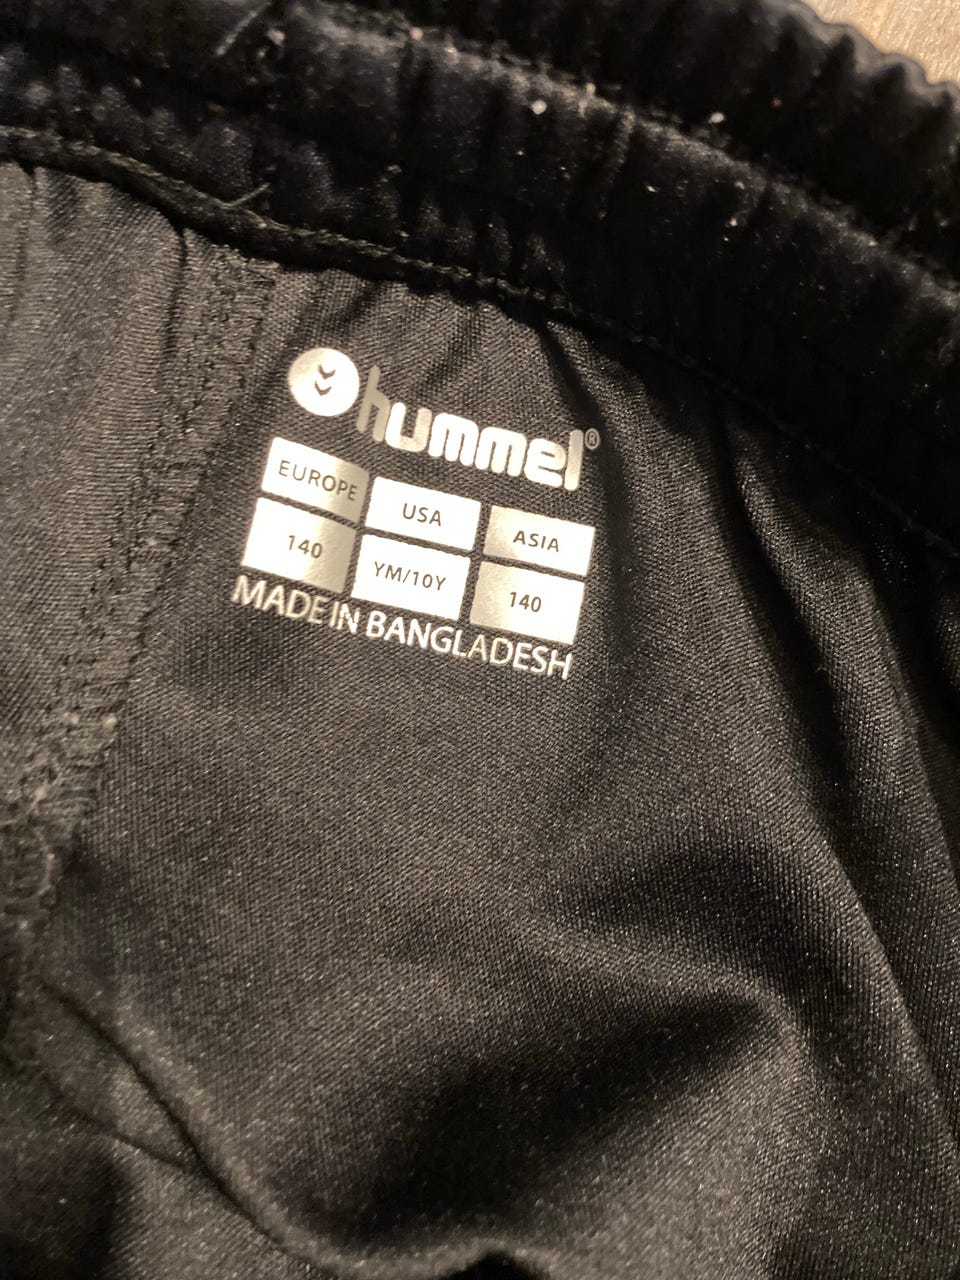 hummel®
EUROPE USA ASIA
140 YM/10Y 140
MADE IN BANGLADESH